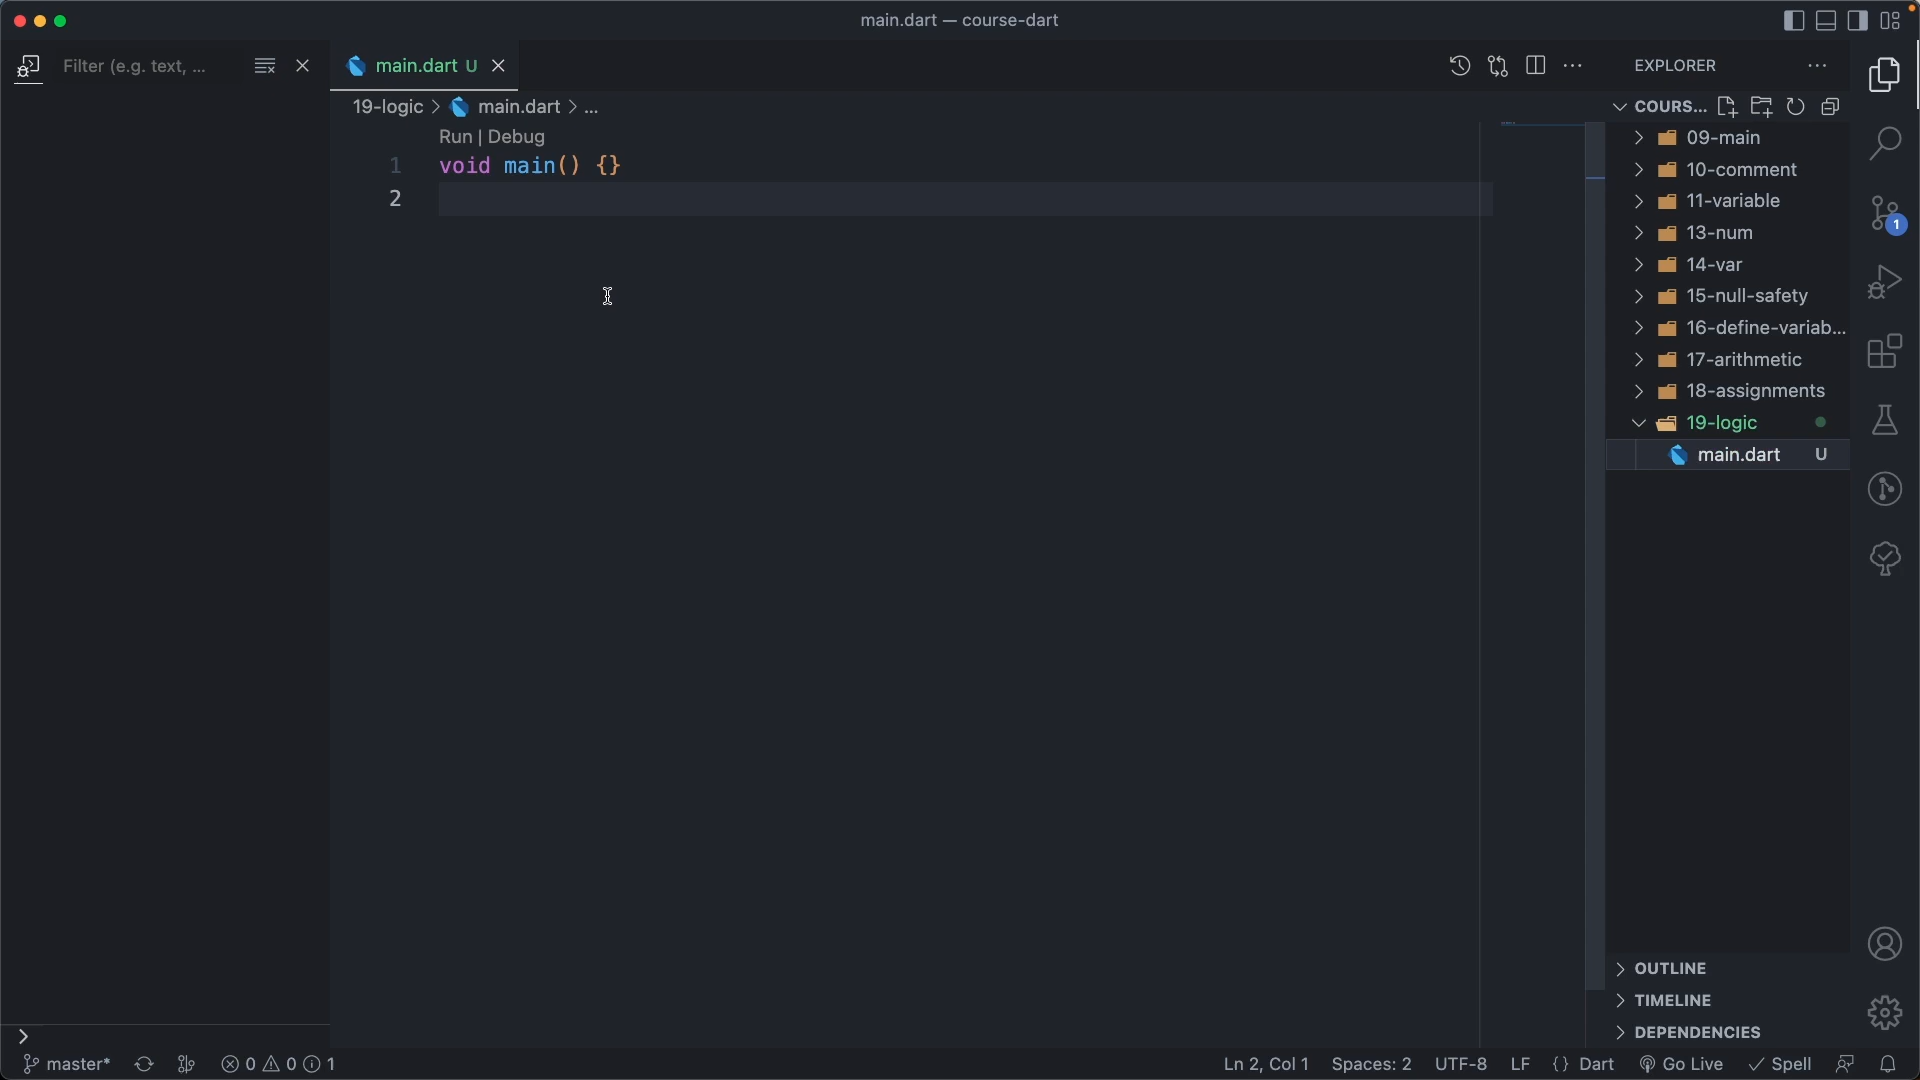 main.dart — course-dart
Filter (e.g. text, ...
main.dart U
19-logic > main.dart > ...
Run | Debug
1 void main() {}
2
EXPLORER
COURS...
09-main
10-comment
11-variable
13-num
14-var
15-null-safety
16-define-variab...
17-arithmetic
18-assignments
19-logic
main.dart U
1
OUTLINE
TIMELINE
DEPENDENCIES
master* 0 0 1 Ln 2, Col 1 Spaces: 2 UTF-8 LF {} Dart Go Live Spell